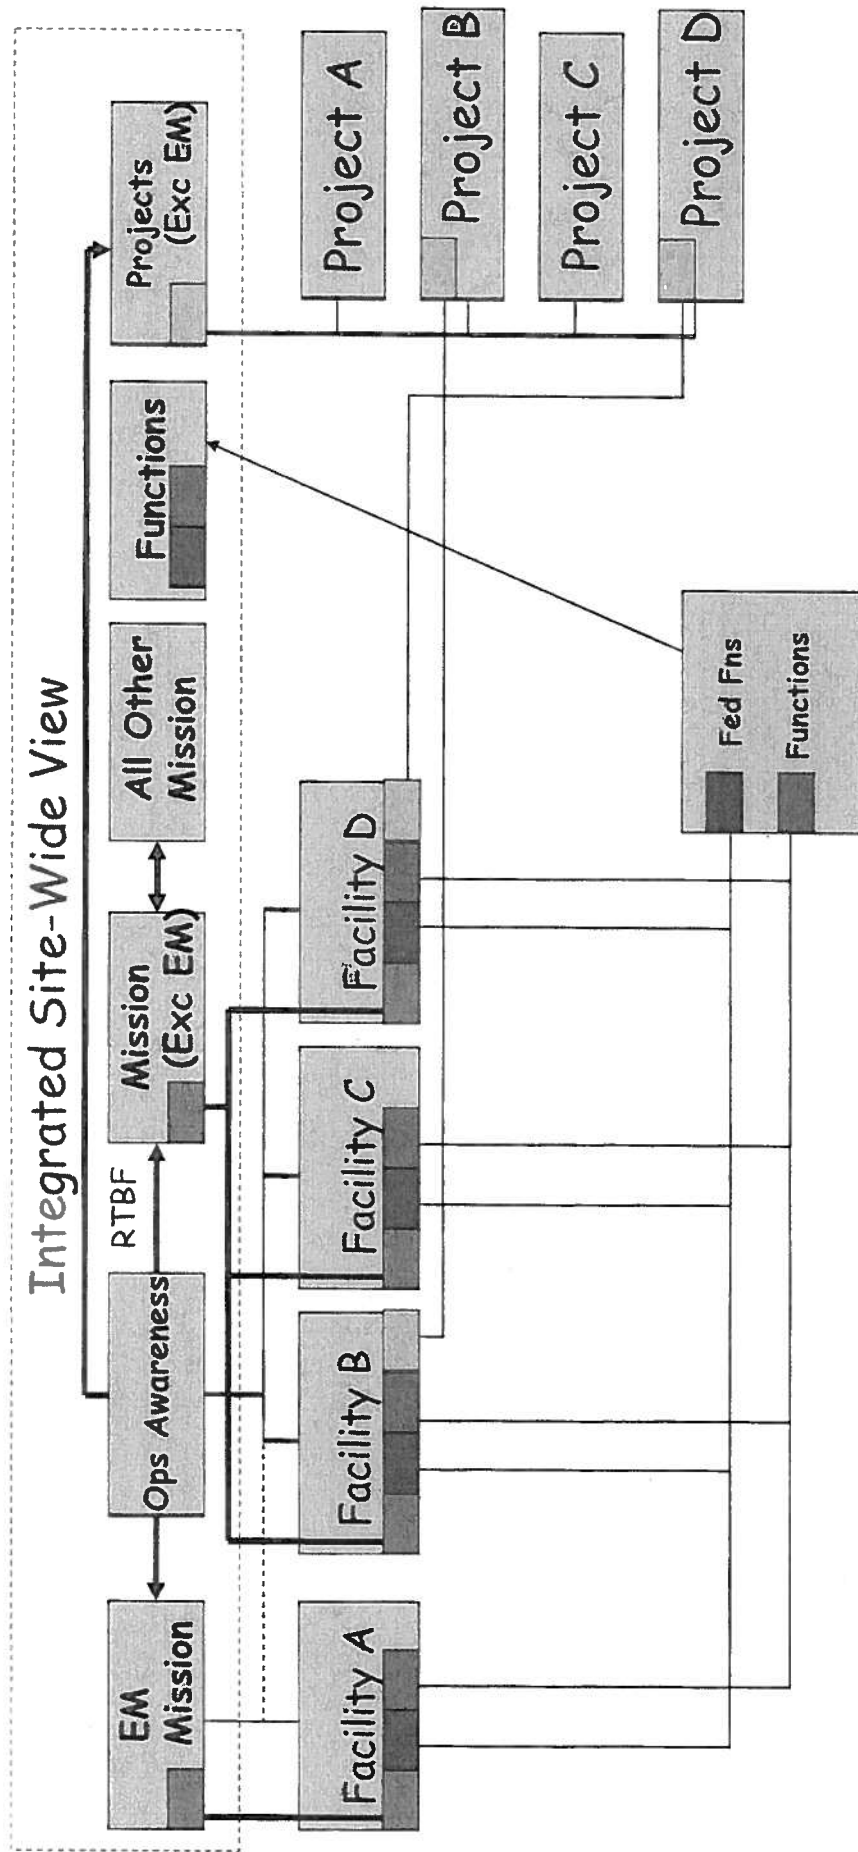 Integrated Site-Wide View
EM
Mission
Ops Awareness
RTBF
Mission
(Exc EM)
All Other
Mission
Functions
Projects
(Exc EM)
Facility A
Facility B
Facility C
Facility D
Project A
Project B
Project C
Project D
Fed Fns
Functions